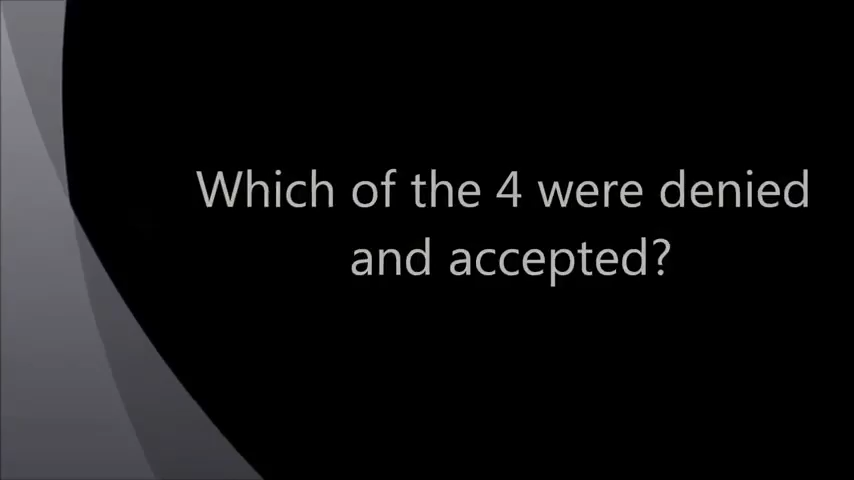 Which of the 4 were denied
and accepted?